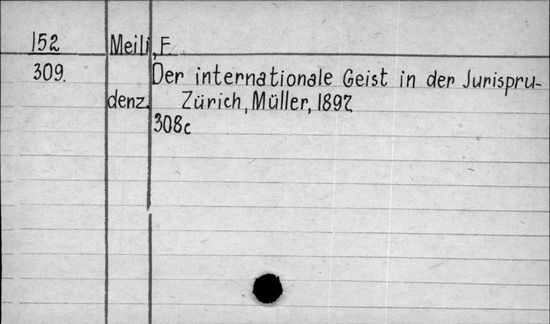 152 Meili, F.
309. Der internationale Geist in der Jurispru-
denz. Zürich, Müller, 1897.
308c